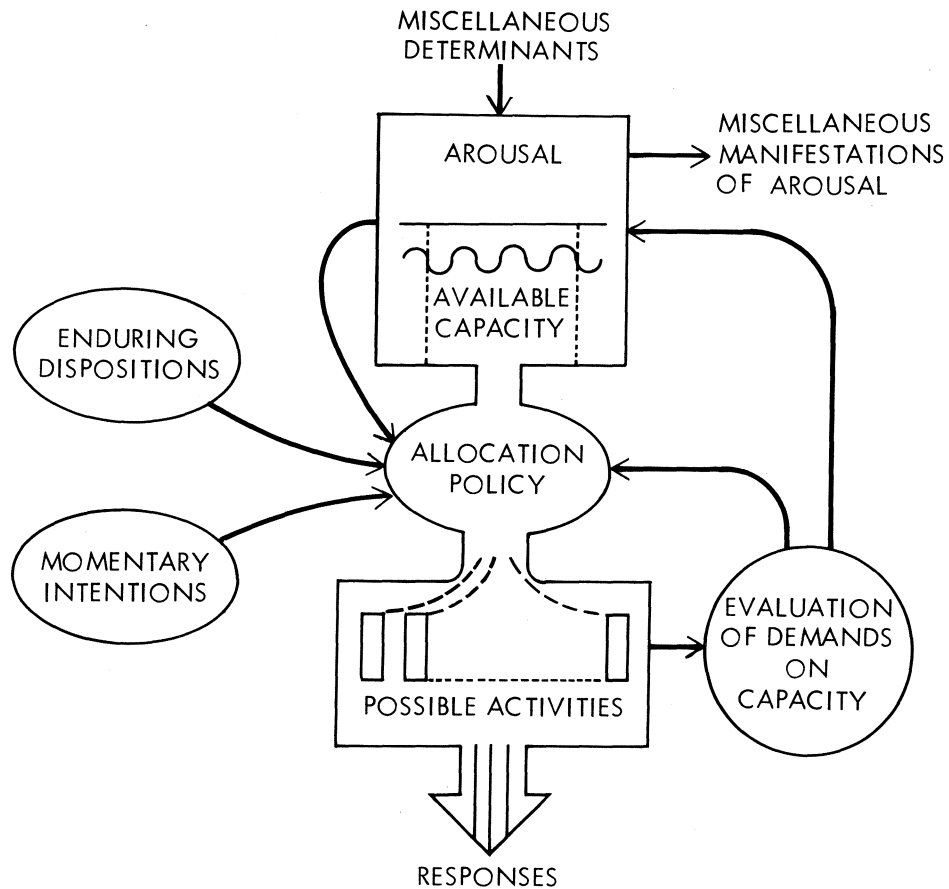 MISCELLANEOUS
DETERMINANTS
AROUSAL
MISCELLANEOUS
MANIFESTATIONS
OF AROUSAL
AVAILABLE
CAPACITY
ENDURING
DISPOSITIONS
ALLOCATION
POLICY
MOMENTARY
INTENTIONS
EVALUATION
OF DEMANDS
ON
CAPACITY
POSSIBLE ACTIVITIES
RESPONSES